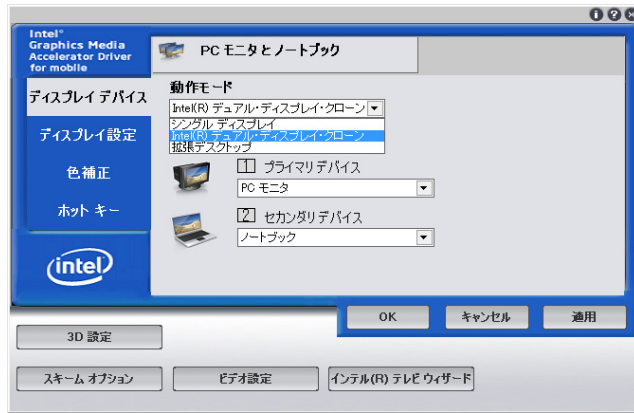 Intel®
Graphics Media
Accelerator Driver
for mobile
PC モニタとノートブック
ディスプレイ デバイス
ディスプレイ設定
色補正
ホット キー
intel
動作モード
Intel(R) デュアル・ディスプレイ・クローン
シングル ディスプレイ
Intel(R) デュアル・ディスプレイ・クローン
拡張デスクトップ
1 プライマリ デバイス
PC モニタ
2 セカンダリ デバイス
ノートブック
OK
キャンセル
適用
3D 設定
スキーム オプション
ビデオ設定
インテル(R) テレビ ウィザード